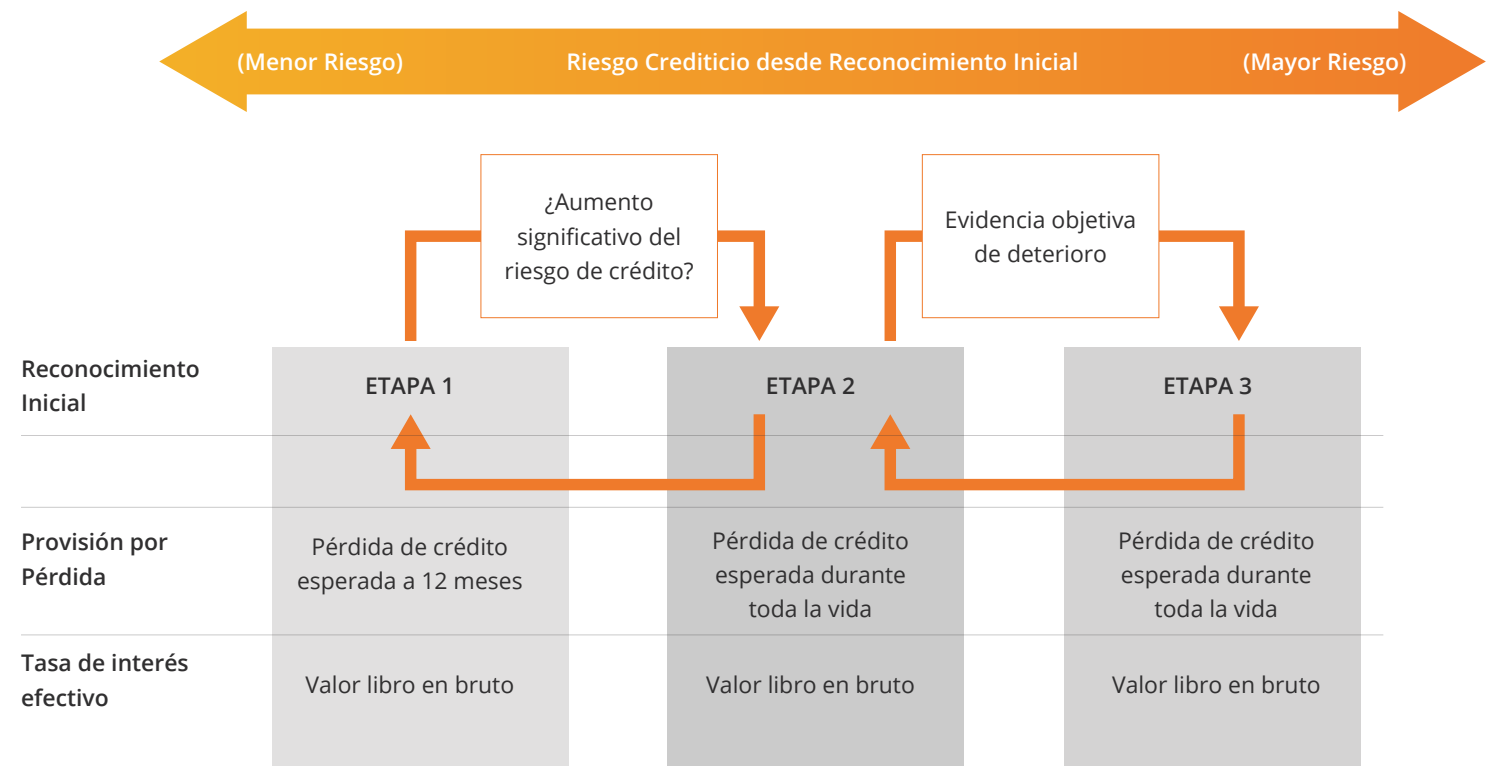 (Menor Riesgo) Riesgo Crediticio desde Reconocimiento Inicial (Mayor Riesgo)
¿Aumento
significativo del
riesgo de crédito?
Evidencia objetiva
de deterioro
Reconocimiento
Inicial
ETAPA 1
ETAPA 2
ETAPA 3
Provisión por
Pérdida
Pérdida de crédito
esperada a 12 meses
Pérdida de crédito
esperada durante
toda la vida
Pérdida de crédito
esperada durante
toda la vida
Tasa de interés
efectivo
Valor libro en bruto
Valor libro en bruto
Valor libro en bruto